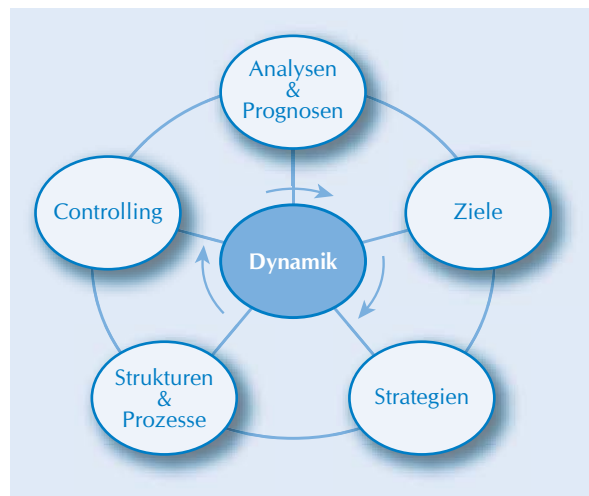 Analysen
&
Prognosen
Controlling
Ziele
Dynamik
Strukturen
&
Prozesse
Strategien